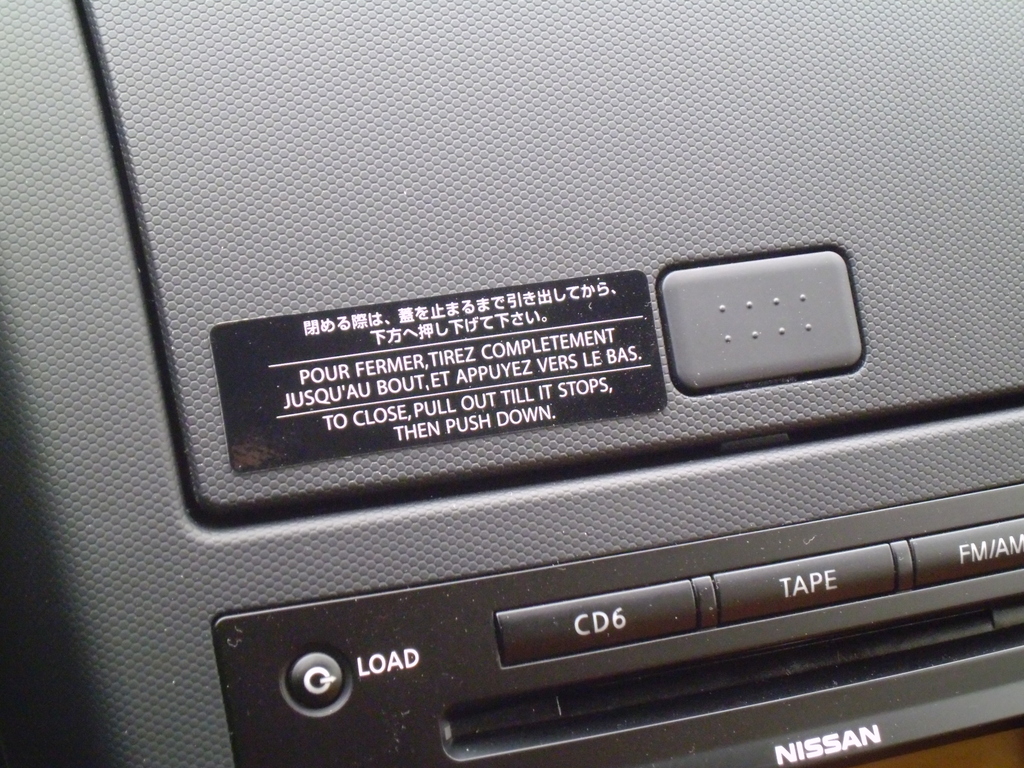 閉める際は、蓋を止まるまで引き出してから、
下方へ押し下げて下さい。
POUR FERMER,TIREZ COMPLETEMENT
JUSQU'AU BOUT,ET APPUYEZ VERS LE BAS.
TO CLOSE,PULL OUT TILL IT STOPS,
THEN PUSH DOWN.
CD6 TAPE FM/AM
LOAD
NISSAN